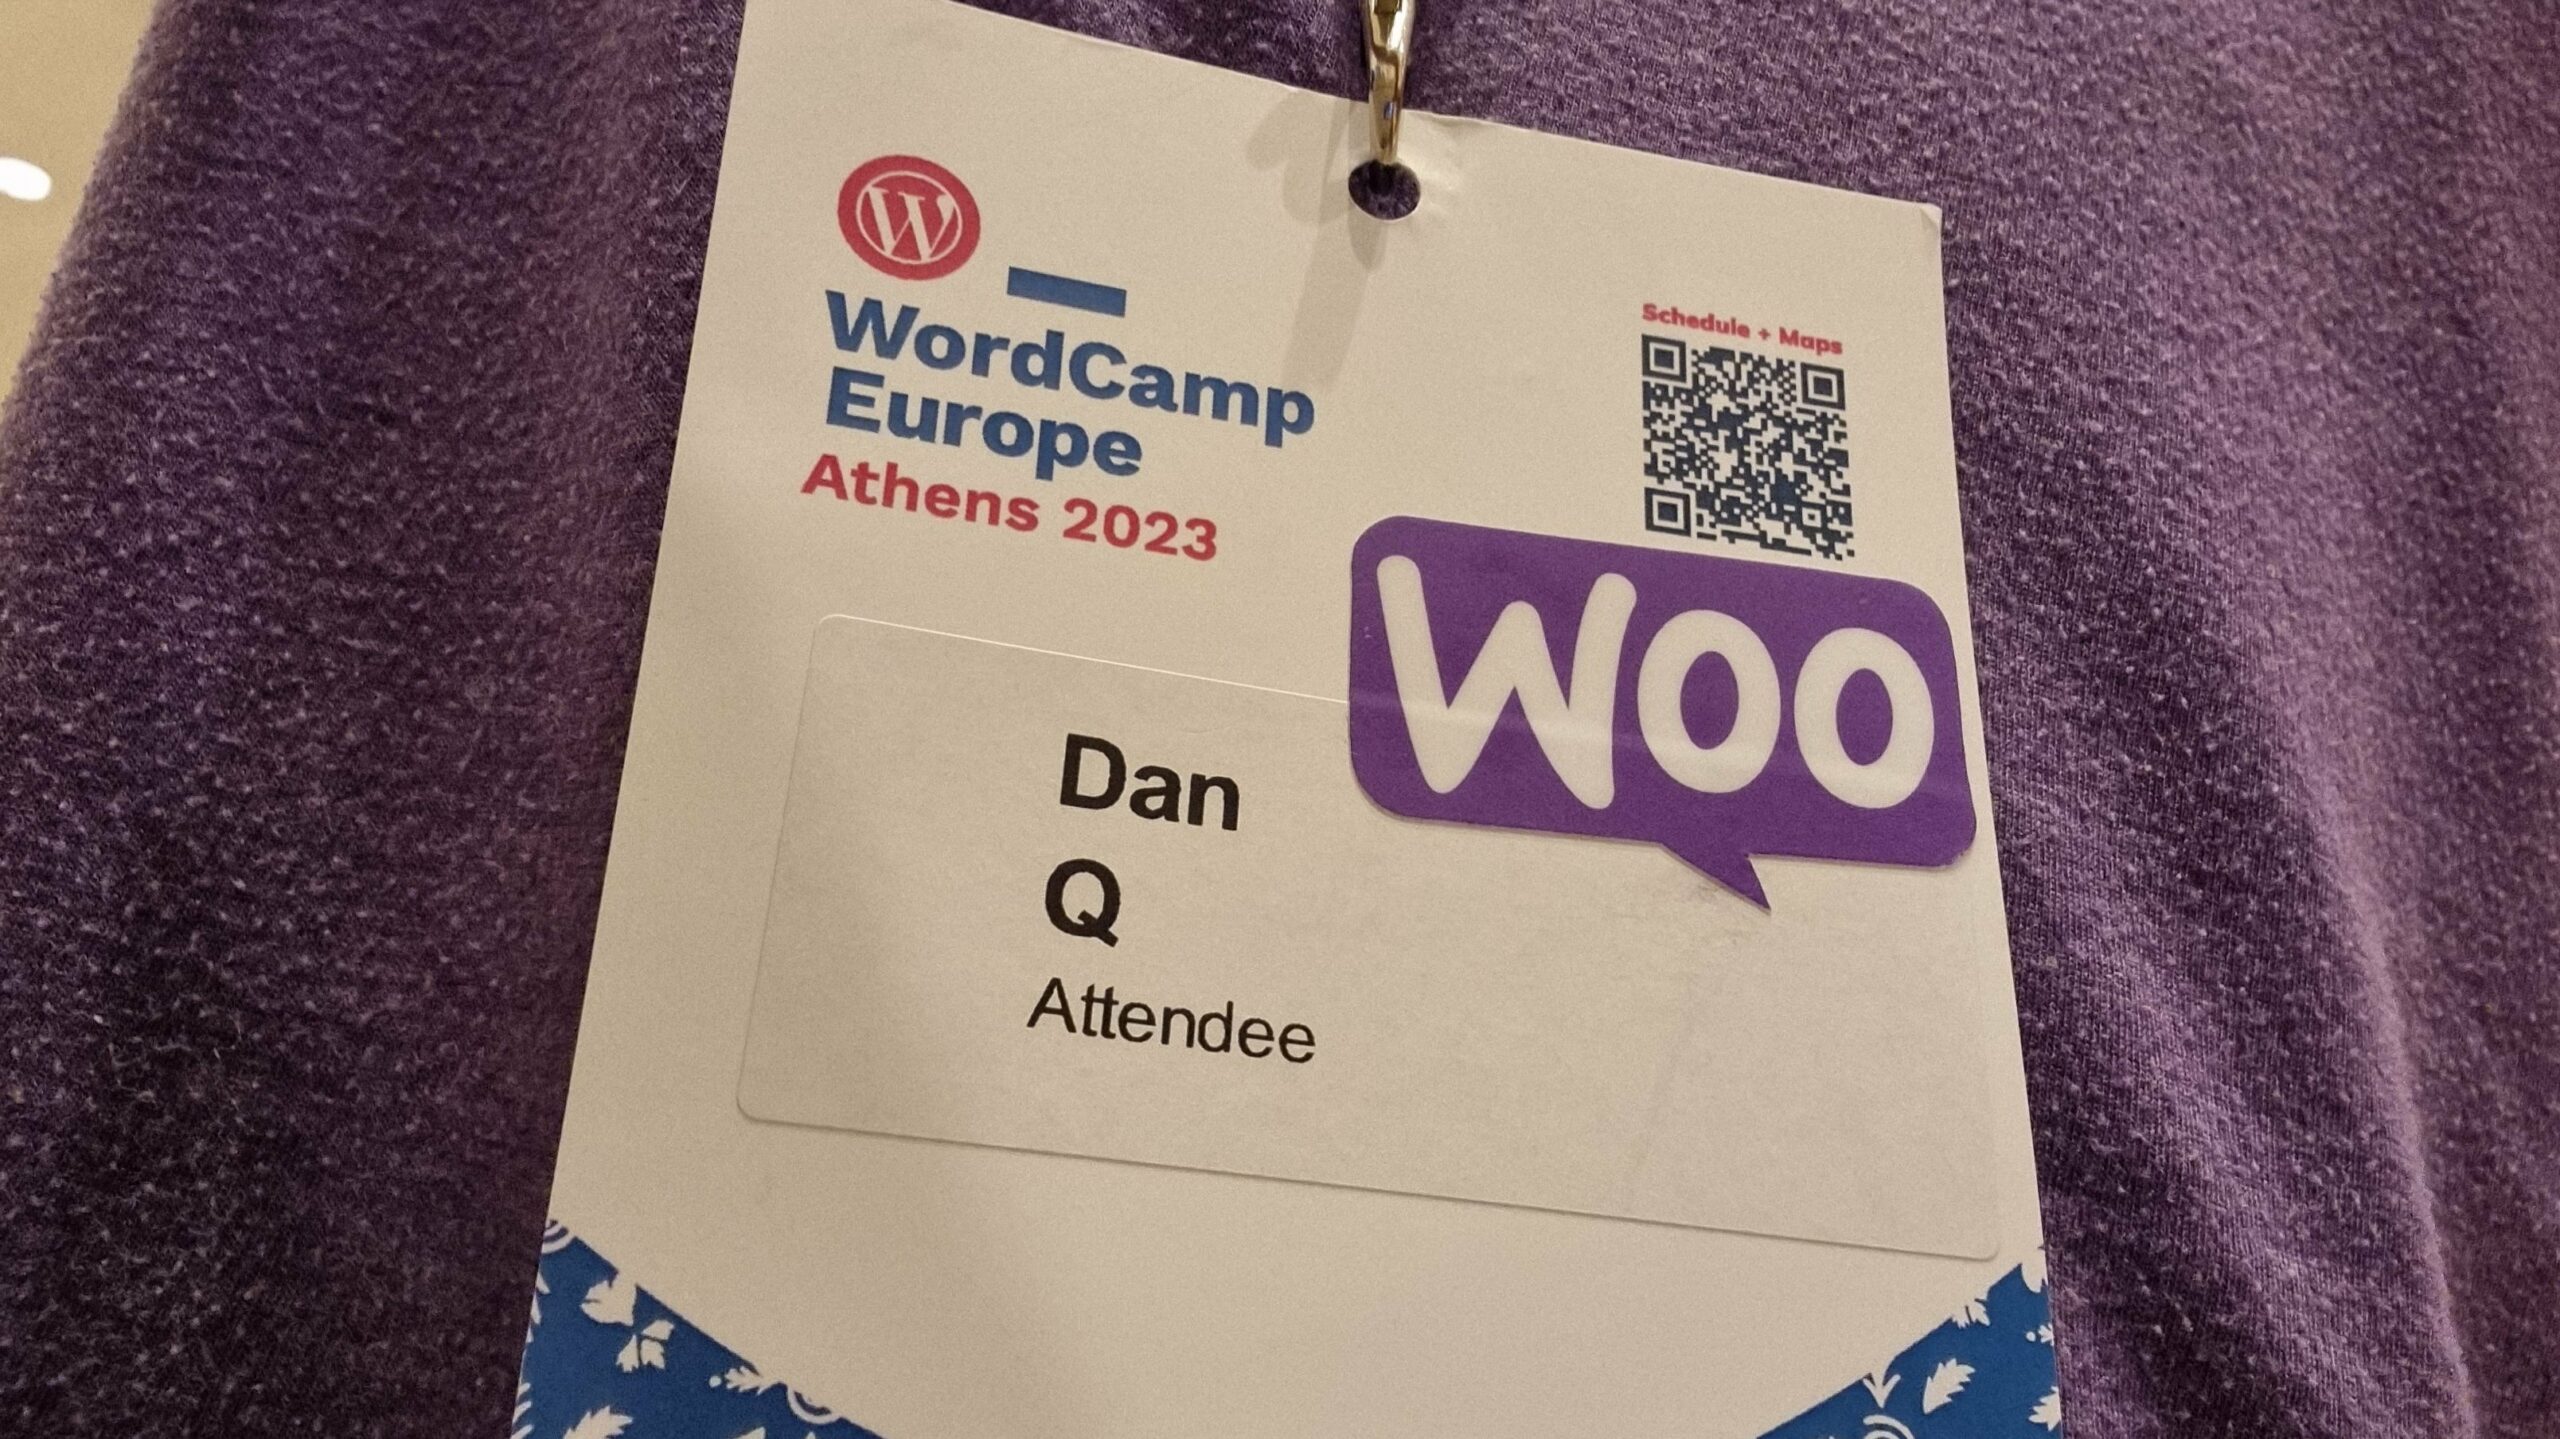 W
WordCamp
Europe
Athens 2023
Schedule + Maps
WOO
Dan
Q
Attendee